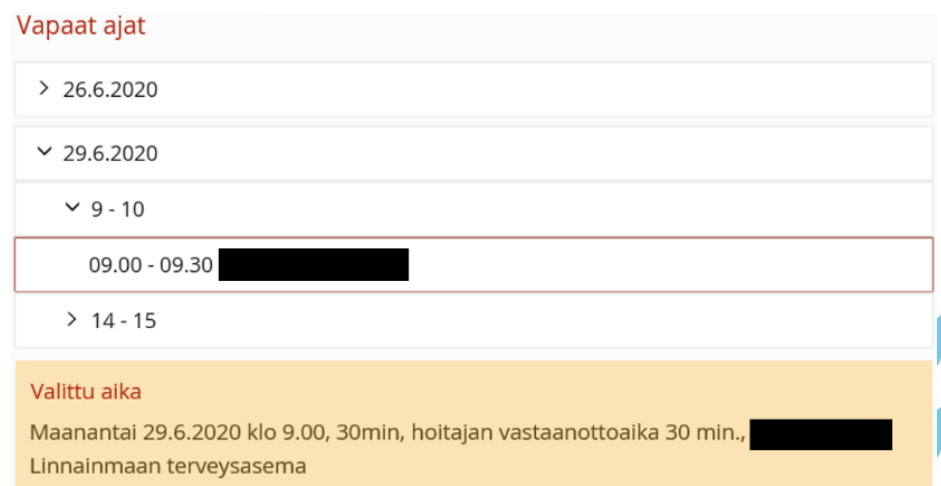 Vapaat ajat
26.6.2020
29.6.2020
9 - 10
09.00 - 09.30
14 - 15
Valittu aika
Maanantai 29.6.2020 klo 9.00, 30min, hoitajan vastaanottoaika 30 min.,
Linnainmaan terveysasema